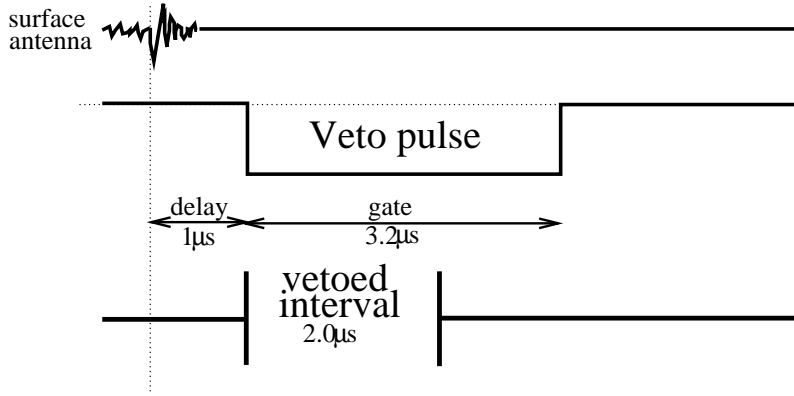 surface
antenna
Veto pulse
delay
1μs
gate
3.2μs
vetoed
interval
2.0μs